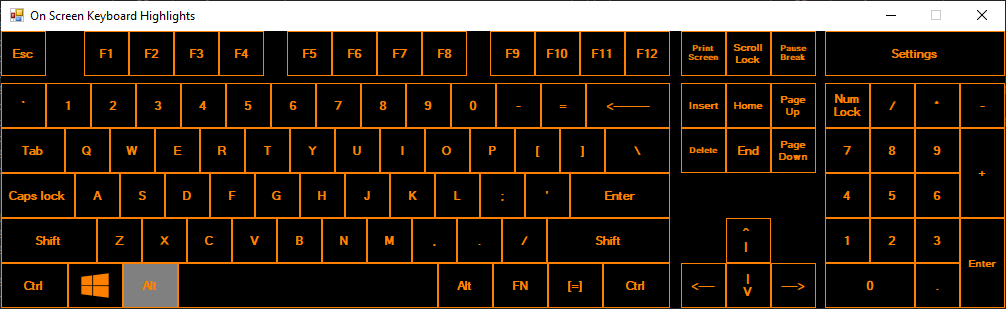 On Screen Keyboard Highlights
Esc F1 F2 F3 F4 F5 F6 F7 F8 F9 F10 F11 F12 Print Screen Scroll Lock Pause Break Settings
` 1 2 3 4 5 6 7 8 9 0 - = <—— Insert Home Page Up Num Lock / * -
Tab Q W E R T Y U I O P [ ] \ Delete End Page Down 7 8 9 +
Caps lock A S D F G H J K L ; ' Enter 4 5 6
Shift Z X C V B N M , . / Shift ^ | 1 2 3 Enter
Ctrl Alt Alt FN [=] Ctrl <— | V —> 0 .